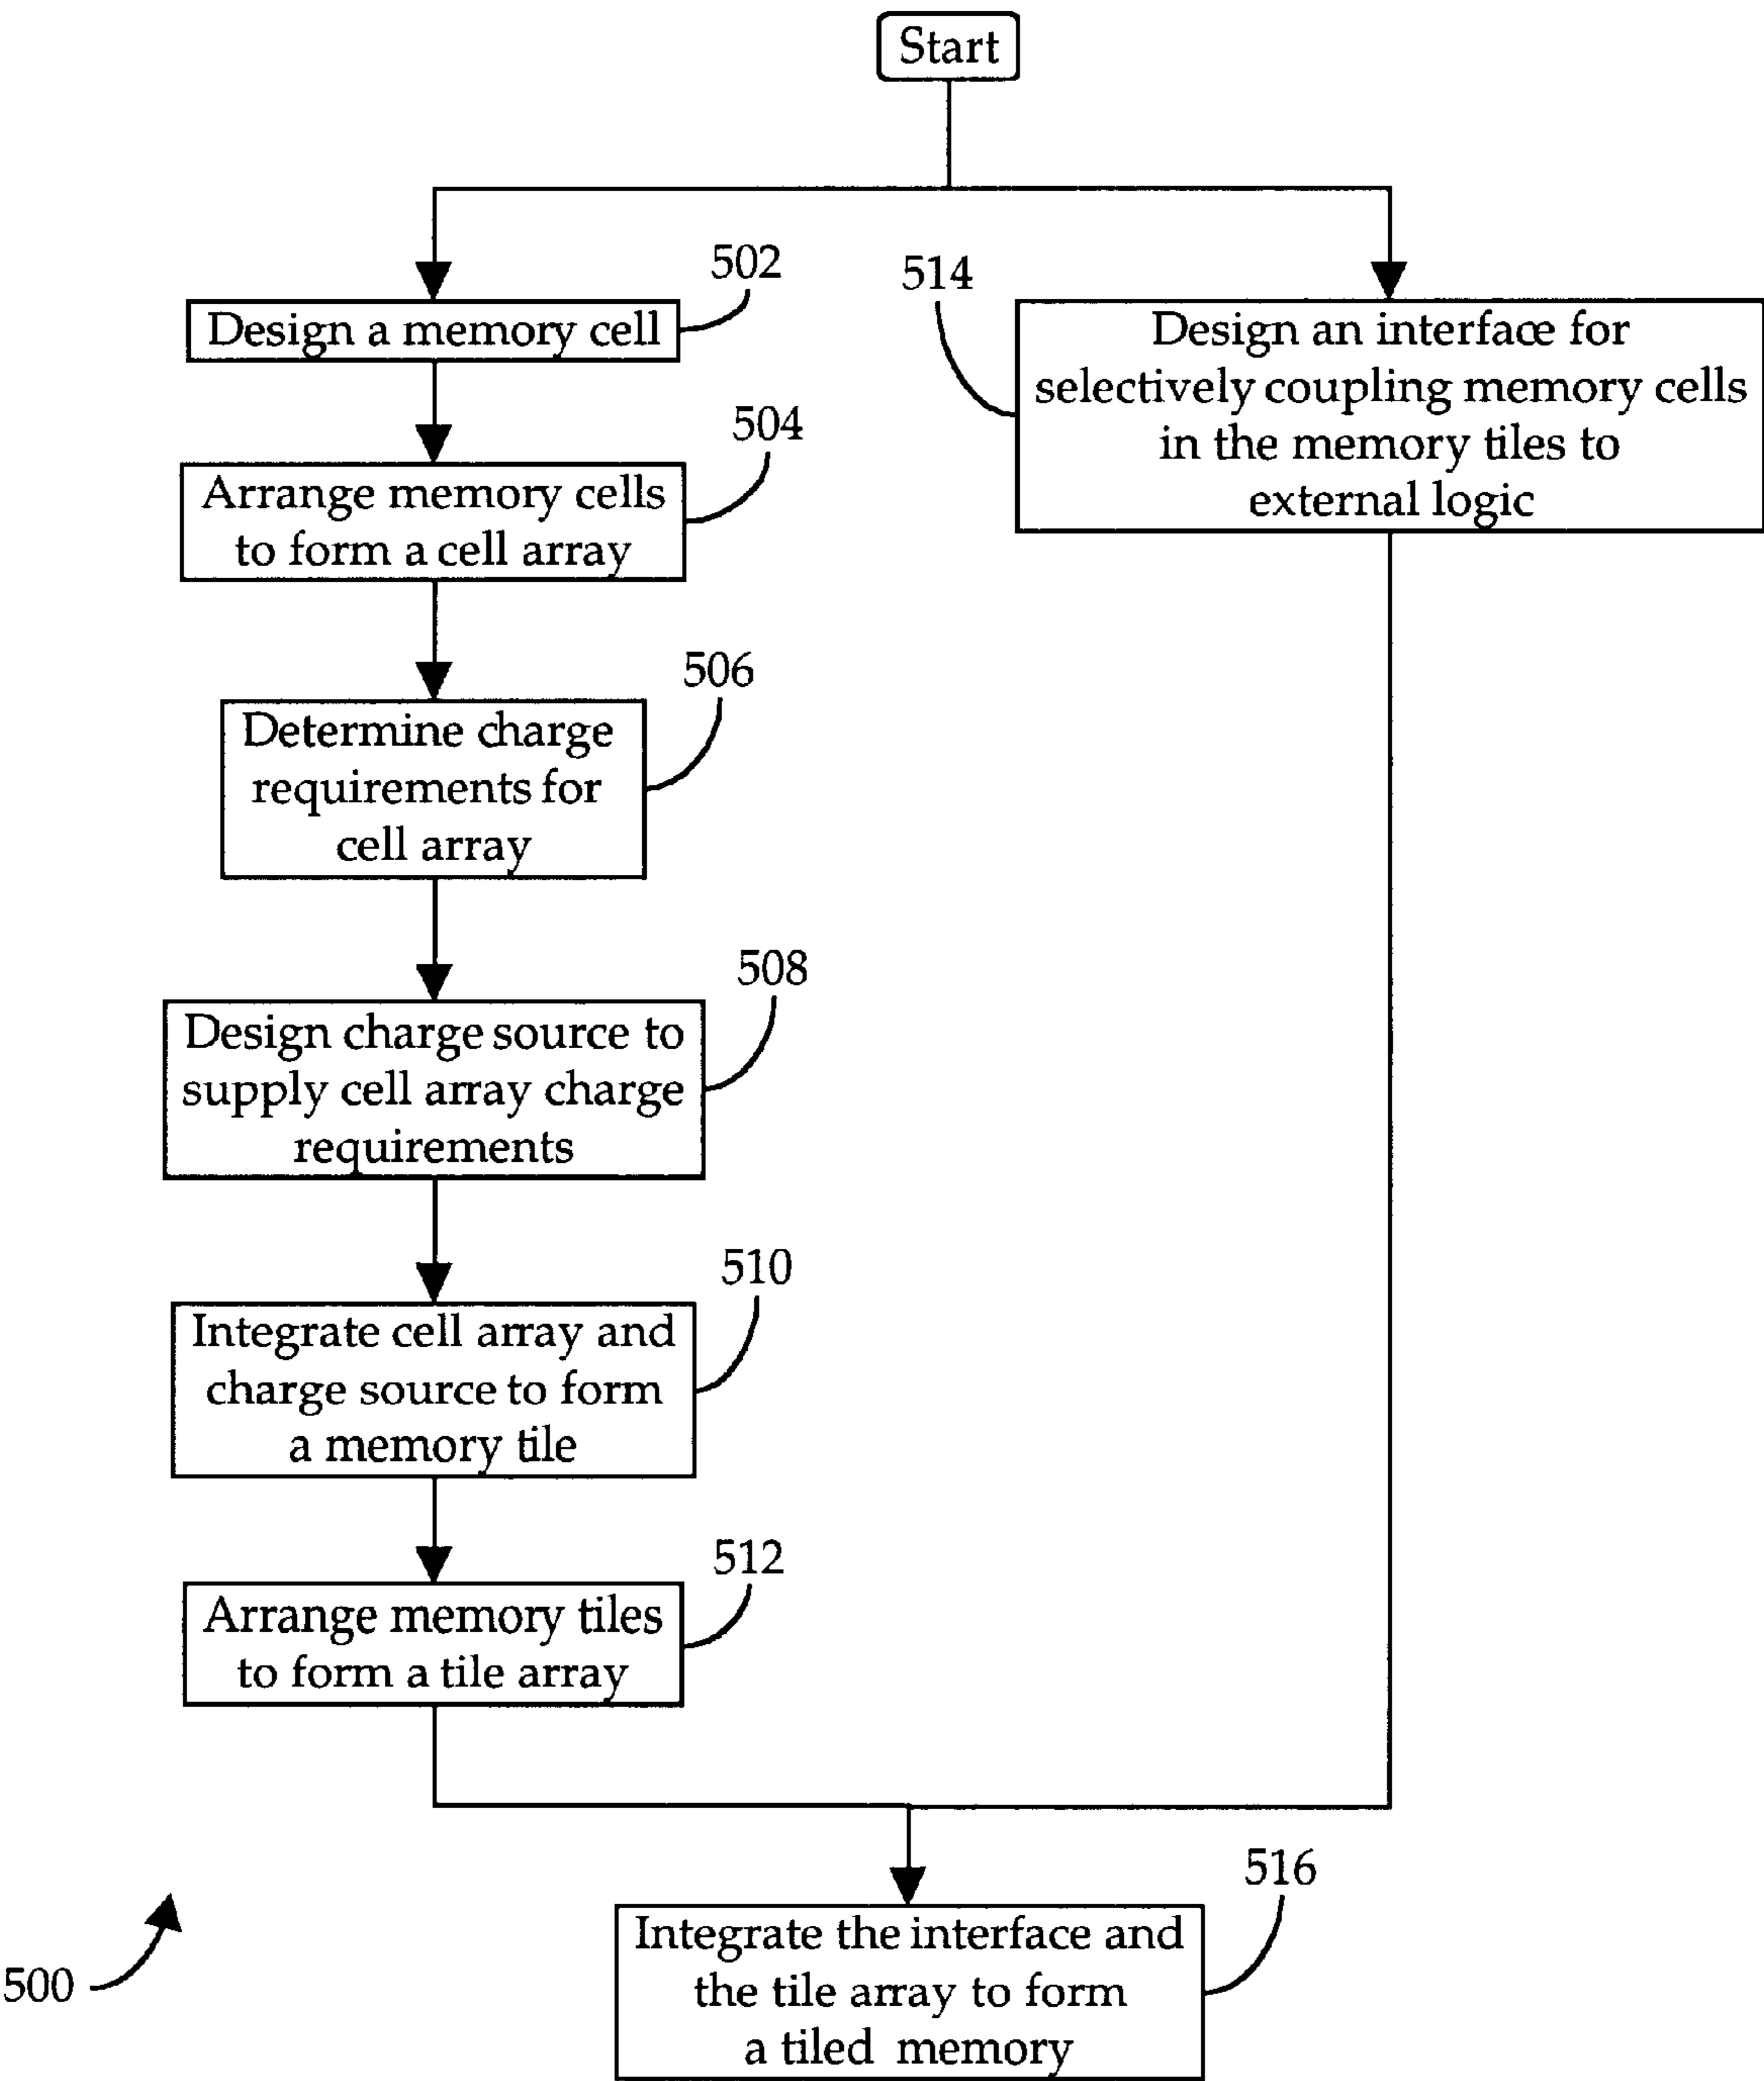 Start
502
Design a memory cell
514
Design an interface for
selectively coupling memory cells
in the memory tiles to
external logic
504
Arrange memory cells
to form a cell array
506
Determine charge
requirements for
cell array
508
Design charge source to
supply cell array charge
requirements
510
Integrate cell array and
charge source to form
a memory tile
512
Arrange memory tiles
to form a tile array
516
Integrate the interface and
the tile array to form
a tiled memory
500